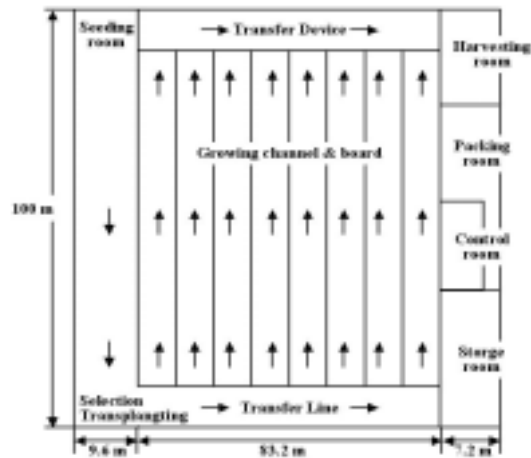 Seeding
room
Transfer Device
Harvesting
room
Growing channel & board
Packing
room
100 m
Control
room
Storge
room
Selection
Transplangting
Transfer Line
9.6 m
83.2 m
7.2 m